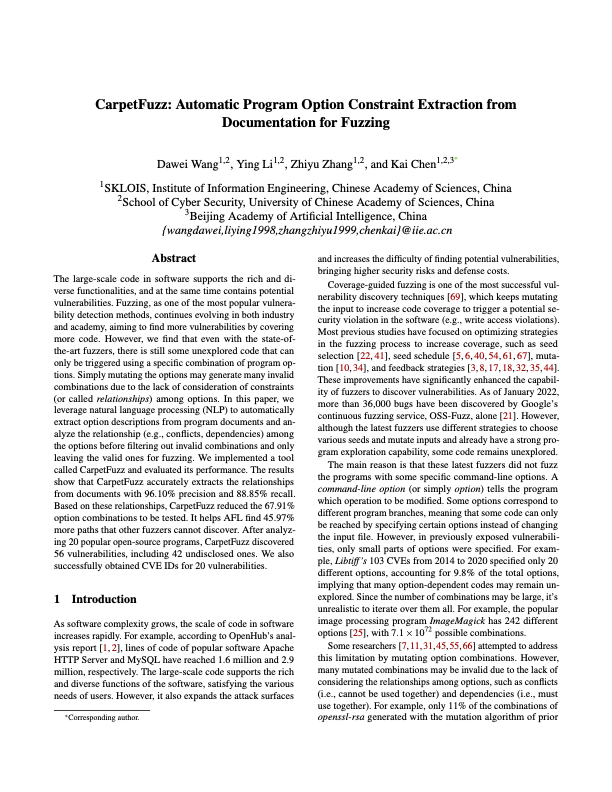 CarpetFuzz: Automatic Program Option Constraint Extraction from
Documentation for Fuzzing
Dawei Wang1,2, Ying Li1,2, Zhiyu Zhang1,2, and Kai Chen1,2,3*
1SKLOIS, Institute of Information Engineering, Chinese Academy of Sciences, China
2School of Cyber Security, University of Chinese Academy of Sciences, China
3Beijing Academy of Artificial Intelligence, China
{wangdawei,liying1998,zhangzhiyu1999,chenkai}@iie.ac.cn
Abstract
The large-scale code in software supports the rich and di-
verse functionalities, and at the same time contains potential
vulnerabilities. Fuzzing, as one of the most popular vulnera-
bility detection methods, continues evolving in both industry
and academy, aiming to find more vulnerabilities by covering
more code. However, we find that even with the state-of-
the-art fuzzers, there is still some unexplored code that can
only be triggered using a specific combination of program op-
tions. Simply mutating the options may generate many invalid
combinations due to the lack of consideration of constraints
(or called relationships) among options. In this paper, we
leverage natural language processing (NLP) to automatically
extract option descriptions from program documents and an-
alyze the relationship (e.g., conflicts, dependencies) among
the options before filtering out invalid combinations and only
leaving the valid ones for fuzzing. We implemented a tool
called CarpetFuzz and evaluated its performance. The results
show that CarpetFuzz accurately extracts the relationships
from documents with 96.10% precision and 88.85% recall.
Based on these relationships, CarpetFuzz reduced the 67.91%
option combinations to be tested. It helps AFL find 45.97%
more paths that other fuzzers cannot discover. After analyz-
ing 20 popular open-source programs, CarpetFuzz discovered
56 vulnerabilities, including 42 undisclosed ones. We also
successfully obtained CVE IDs for 20 vulnerabilities.
1 Introduction
As software complexity grows, the scale of code in software
increases rapidly. For example, according to OpenHub's anal-
ysis report [1, 2], lines of code of popular software Apache
HTTP Server and MySQL have reached 1.6 million and 2.9
million, respectively. The large-scale code supports the rich
and diverse functions of the software, satisfying the various
needs of users. However, it also expands the attack surfaces
*Corresponding author.
and increases the difficulty of finding potential vulnerabilities,
bringing higher security risks and defense costs.
Coverage-guided fuzzing is one of the most successful vul-
nerability discovery techniques [69], which keeps mutating
the input to increase code coverage to trigger a potential se-
curity violation in the software (e.g., write access violations).
Most previous studies have focused on optimizing strategies
in the fuzzing process to increase coverage, such as seed
selection [22, 41], seed schedule [5, 6, 40, 54, 61, 67], muta-
tion [10, 34], and feedback strategies [3, 8, 17, 18, 32, 35, 44].
These improvements have significantly enhanced the capabil-
ity of fuzzers to discover vulnerabilities. As of January 2022,
more than 36,000 bugs have been discovered by Google's
continuous fuzzing service, OSS-Fuzz, alone [21]. However,
although the latest fuzzers use different strategies to choose
various seeds and mutate inputs and already have a strong pro-
gram exploration capability, some code remains unexplored.
The main reason is that these latest fuzzers did not fuzz
the programs with some specific command-line options. A
command-line option (or simply option) tells the program
which operation to be modified. Some options correspond to
different program branches, meaning that some code can only
be reached by specifying certain options instead of changing
the input file. However, in previously exposed vulnerabili-
ties, only small parts of options were specified. For exam-
ple, Libtiff's 103 CVEs from 2014 to 2020 specified only 20
different options, accounting for 9.8% of the total options,
implying that many option-dependent codes may remain un-
explored. Since the number of combinations may be large, it's
unrealistic to iterate over them all. For example, the popular
image processing program ImageMagick has 242 different
options [25], with 7.1 × 10^72 possible combinations.
Some researchers [7, 11, 31, 45, 55, 66] attempted to address
this limitation by mutating option combinations. However,
many mutated combinations may be invalid due to the lack of
considering the relationships among options, such as conflicts
(i.e., cannot be used together) and dependencies (i.e., must
use together). For example, only 11% of the combinations of
openssl-rsa generated with the mutation algorithm of prior